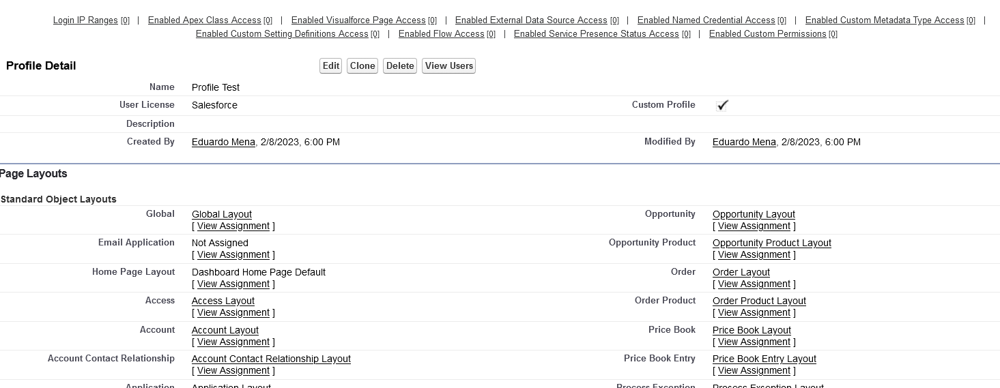 Login IP Ranges [0] | Enabled Apex Class Access [0] | Enabled Visualforce Page Access [0] | Enabled External Data Source Access [0] | Enabled Named Credential Access [0] | Enabled Custom Metadata Type Access [0] |
Enabled Custom Setting Definitions Access [0] | Enabled Flow Access [0] | Enabled Service Presence Status Access [0] | Enabled Custom Permissions [0]
Profile Detail Edit Clone Delete View Users
Name Profile Test
User License Salesforce Custom Profile
Description
Created By Eduardo Mena, 2/8/2023, 6:00 PM Modified By Eduardo Mena, 2/8/2023, 6:00 PM
Page Layouts
Standard Object Layouts
Global Global Layout Opportunity Opportunity Layout
[ View Assignment ] [ View Assignment ]
Email Application Not Assigned Opportunity Product Opportunity Product Layout
[ View Assignment ] [ View Assignment ]
Home Page Layout Dashboard Home Page Default Order Order Layout
[ View Assignment ] [ View Assignment ]
Access Access Layout Order Product Order Product Layout
[ View Assignment ] [ View Assignment ]
Account Account Layout Price Book Price Book Layout
[ View Assignment ] [ View Assignment ]
Account Contact Relationship Account Contact Relationship Layout Price Book Entry Price Book Entry Layout
[ View Assignment ] [ View Assignment ]
Application Application Layout Process Exception Process Exception Layout